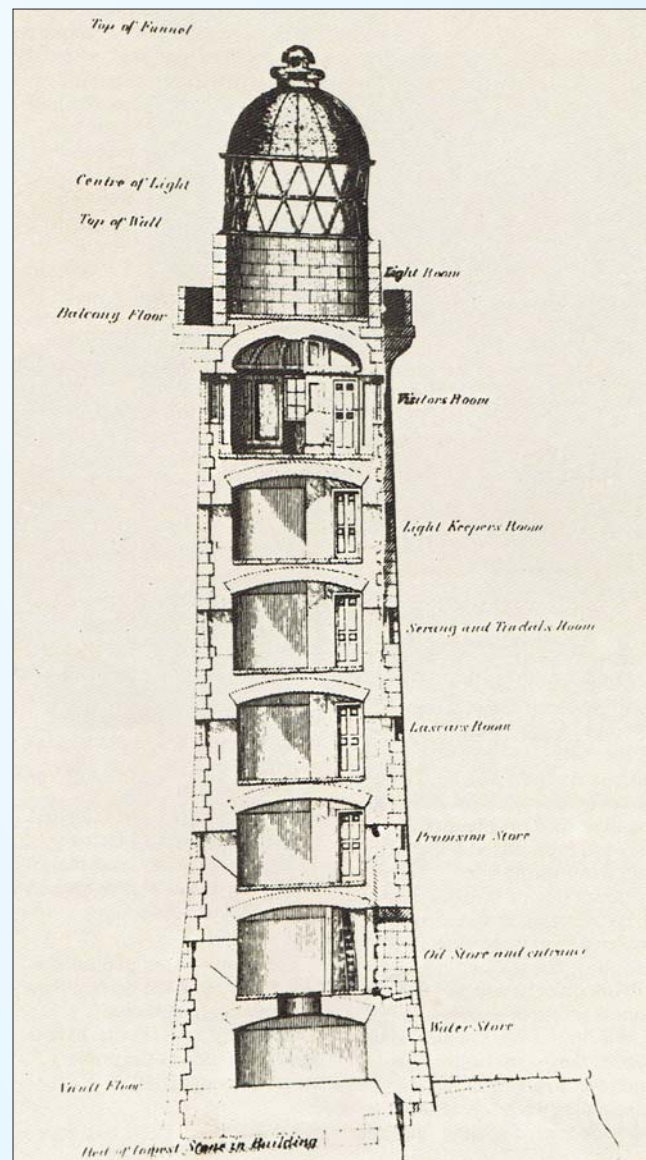 Top of Funnel
Centre of Light
Top of Wall
Light Room
Balcony Floor
Visitors Room
Light Keepers Room
Serang and Tindals Room
Lascars Room
Provision Store
Oil Store and entrance
Water Store
Vault Floor
Bed of lowest Stone in Building